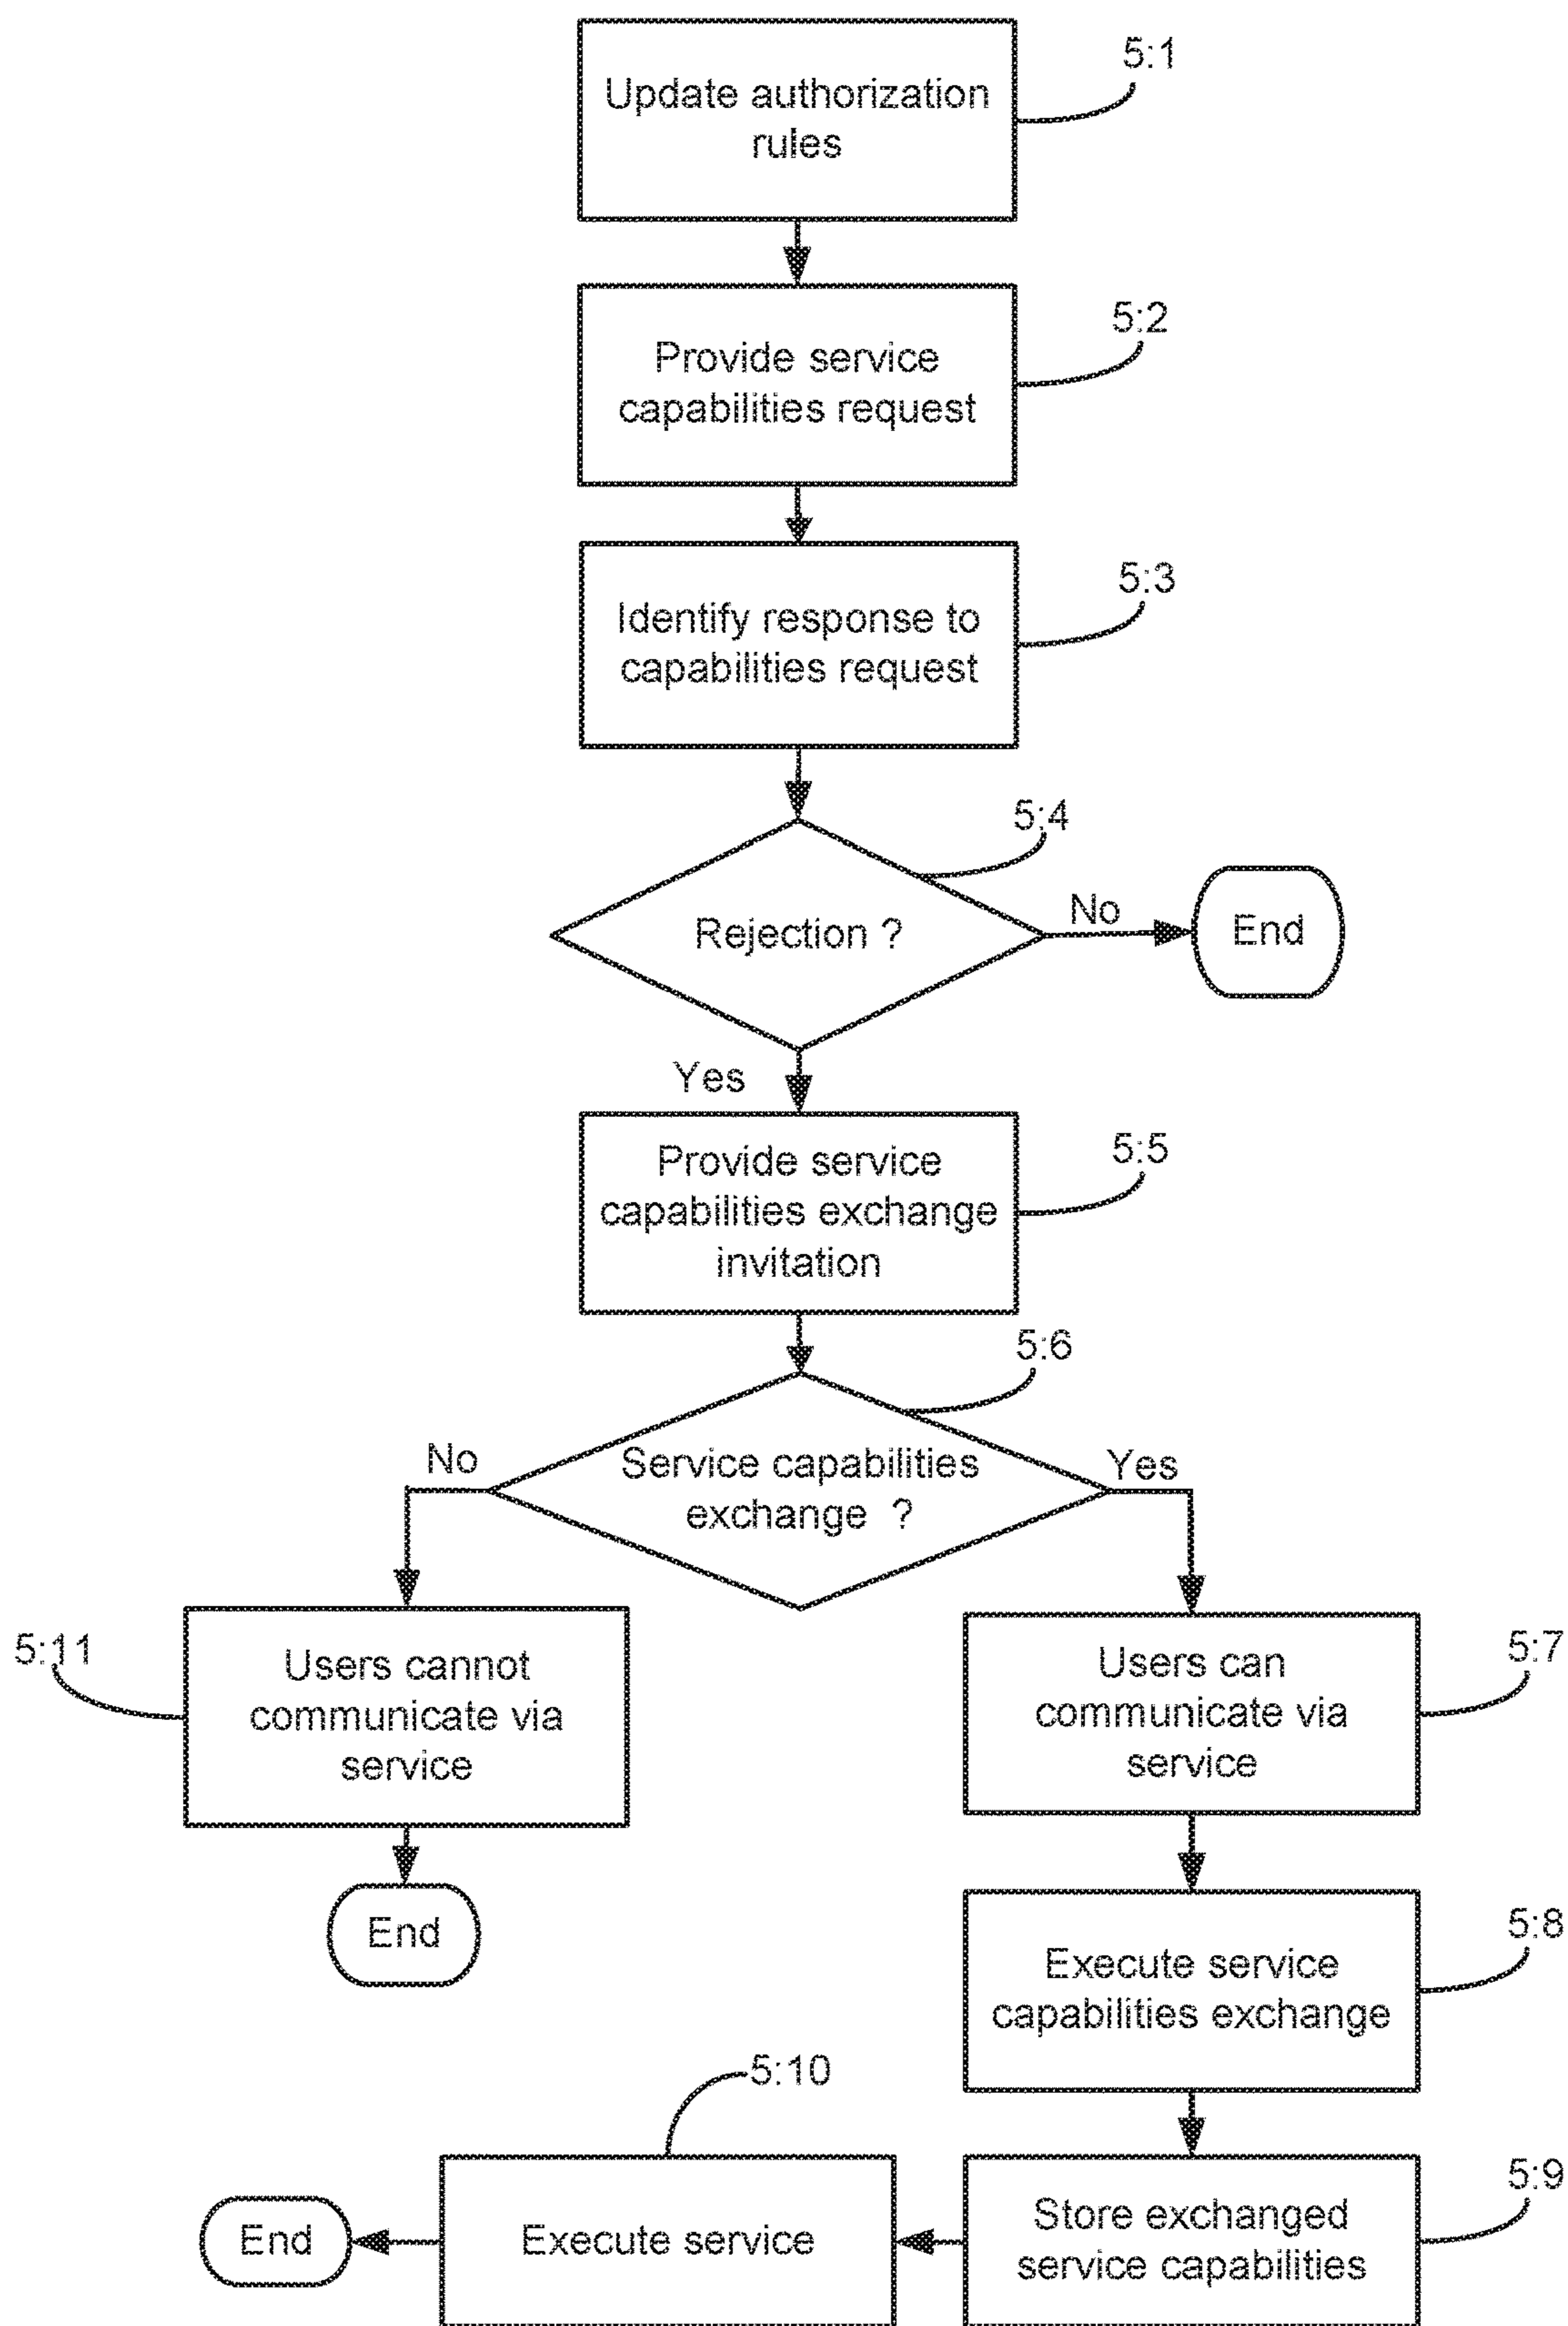 5:1
Update authorization
rules
5:2
Provide service
capabilities request
5:3
Identify response to
capabilities request
5:4
Rejection ?
No
End
Yes
5:5
Provide service
capabilities exchange
invitation
5:6
No
Service capabilities
exchange ?
Yes
5:11
Users cannot
communicate via
service
5:7
Users can
communicate via
service
End
5:8
Execute service
capabilities exchange
5:10
5:9
End
Execute service
Store exchanged
service capabilities